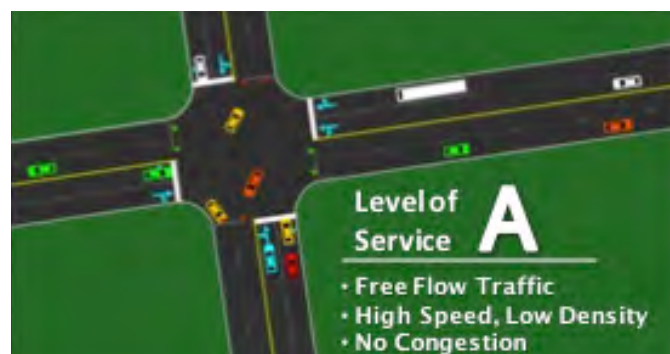 Level of
Service A
• Free Flow Traffic
• High Speed, Low Density
• No Congestion